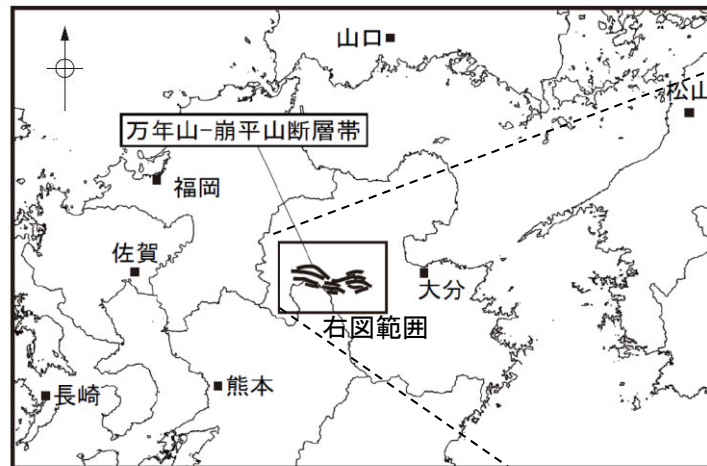 山口
松山
万年山−崩平山断層帯
福岡
佐賀
大分
右図範囲
熊本
長崎